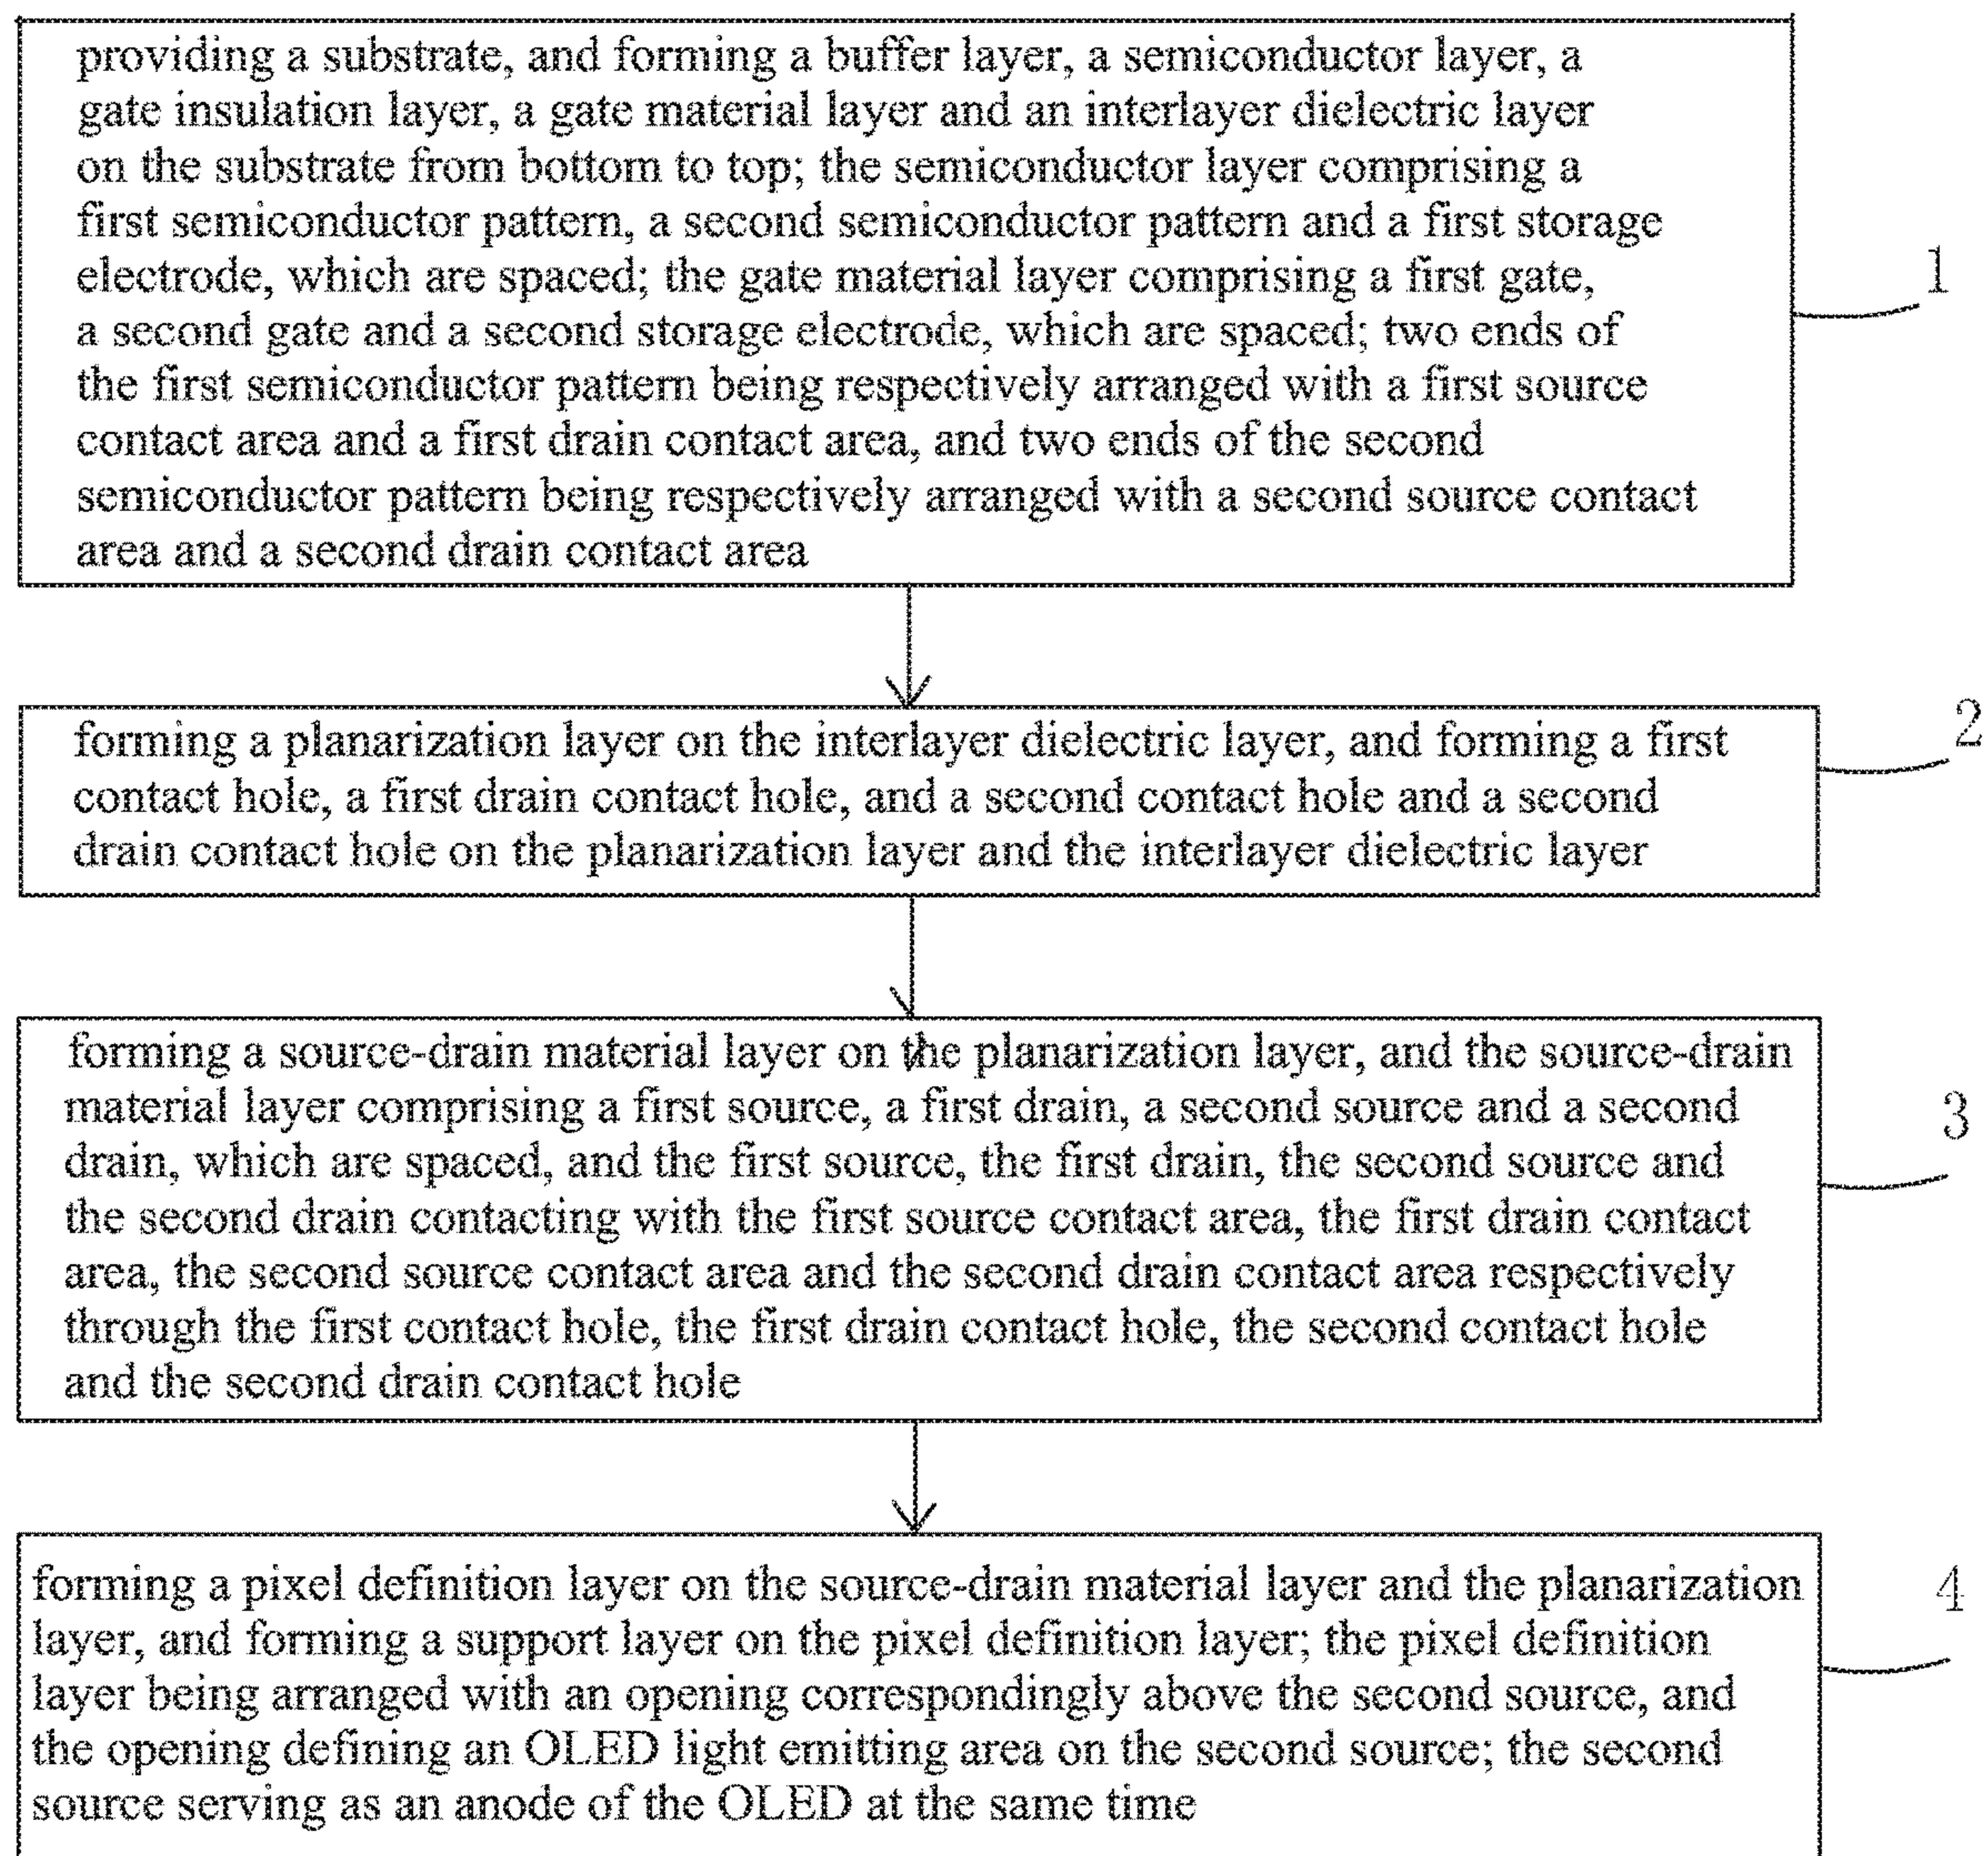 providing a substrate, and forming a buffer layer, a semiconductor layer, a
gate insulation layer, a gate material layer and an interlayer dielectric layer
on the substrate from bottom to top; the semiconductor layer comprising a
first semiconductor pattern, a second semiconductor pattern and a first storage
electrode, which are spaced; the gate material layer comprising a first gate,
a second gate and a second storage electrode, which are spaced; two ends of
the first semiconductor pattern being respectively arranged with a first source
contact area and a first drain contact area, and two ends of the second
semiconductor pattern being respectively arranged with a second source contact
area and a second drain contact area
1
forming a planarization layer on the interlayer dielectric layer, and forming a first
contact hole, a first drain contact hole, and a second contact hole and a second
drain contact hole on the planarization layer and the interlayer dielectric layer
2
forming a source-drain material layer on the planarization layer, and the source-drain
material layer comprising a first source, a first drain, a second source and a second
drain, which are spaced, and the first source, the first drain, the second source and
the second drain contacting with the first source contact area, the first drain contact
area, the second source contact area and the second drain contact area respectively
through the first contact hole, the first drain contact hole, the second contact hole
and the second drain contact hole
3
forming a pixel definition layer on the source-drain material layer and the planarization
layer, and forming a support layer on the pixel definition layer; the pixel definition
layer being arranged with an opening correspondingly above the second source, and
the opening defining an OLED light emitting area on the second source; the second
source serving as an anode of the OLED at the same time
4